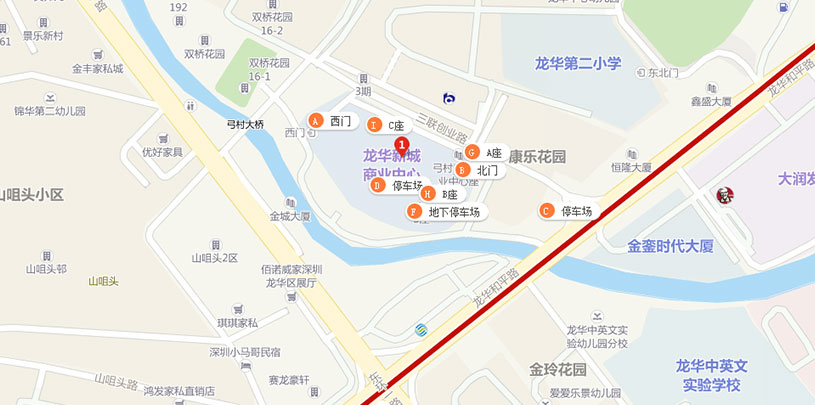 路
192
双桥花园
16-2
景乐新村
61
金丰家私城
双桥花园
双桥花园
16-1
龙华第二小学
东北门
龙华和平路
鑫盛大厦
锦华第二幼儿园
3期
弓村大桥
西门
A 西门
I C座
三联创业路
优好家具
1
龙华新城
商业中心
G A座
B 北门
康乐花园
恒隆大厦
大润发
D 停车场
H B座
F 地下停车场
C 停车场
山咀头小区
金城大厦
金銮时代大厦
山咀头邨
山咀头2区
山咀头
佰诺威家深圳
龙华区展厅
龙华和平路
琪琪家私
深圳小马哥民宿
龙华中英文实
验幼儿园分校
龙华中英文
实验学校
金玲花园
山咀头路
鸿发家私直销店
赛龙豪轩
爱爱乐景幼儿园